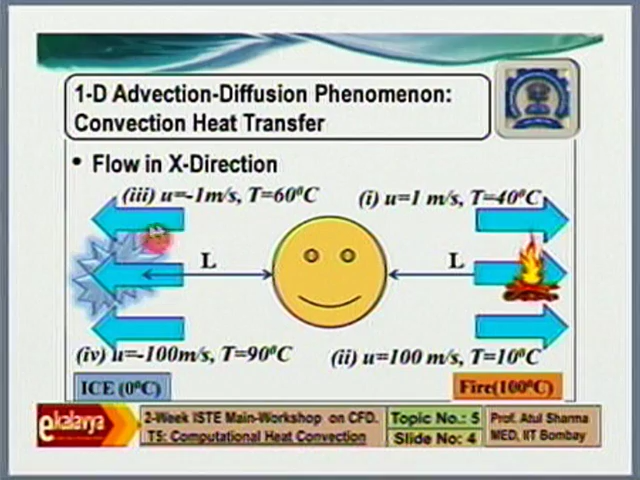 1-D Advection-Diffusion Phenomenon:
Convection Heat Transfer
• Flow in X-Direction
(iii) u=-1m/s, T=60⁰C
(i) u=1 m/s, T=40⁰C
L
L
(iv) u=-100m/s, T=90⁰C
(ii) u=100 m/s, T=10⁰C
ICE (0⁰C)
Fire(100⁰C)
ekalavya
2-Week ISTE Main-Workshop on CFD.
T5: Computational Heat Convection
Topic No.: 5
Slide No: 4
Prof. Atul Sharma
MED, IIT Bombay